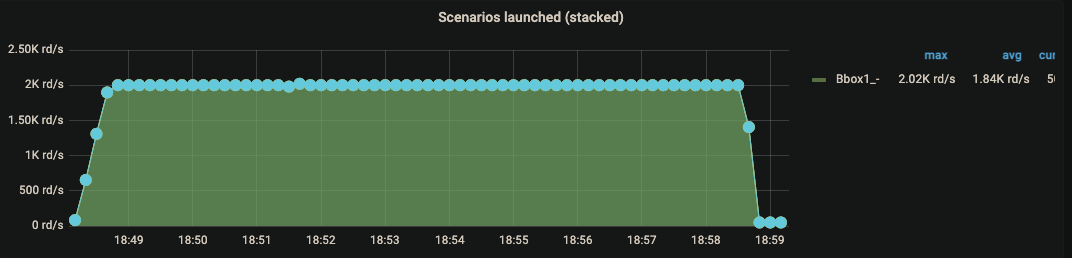 Scenarios launched (stacked)
2.50K rd/s
2K rd/s
1.50K rd/s
1K rd/s
500 rd/s
0 rd/s
18:49 18:50 18:51 18:52 18:53 18:54 18:55 18:56 18:57 18:58 18:59
max avg
Bbox1_- 2.02K rd/s 1.84K rd/s